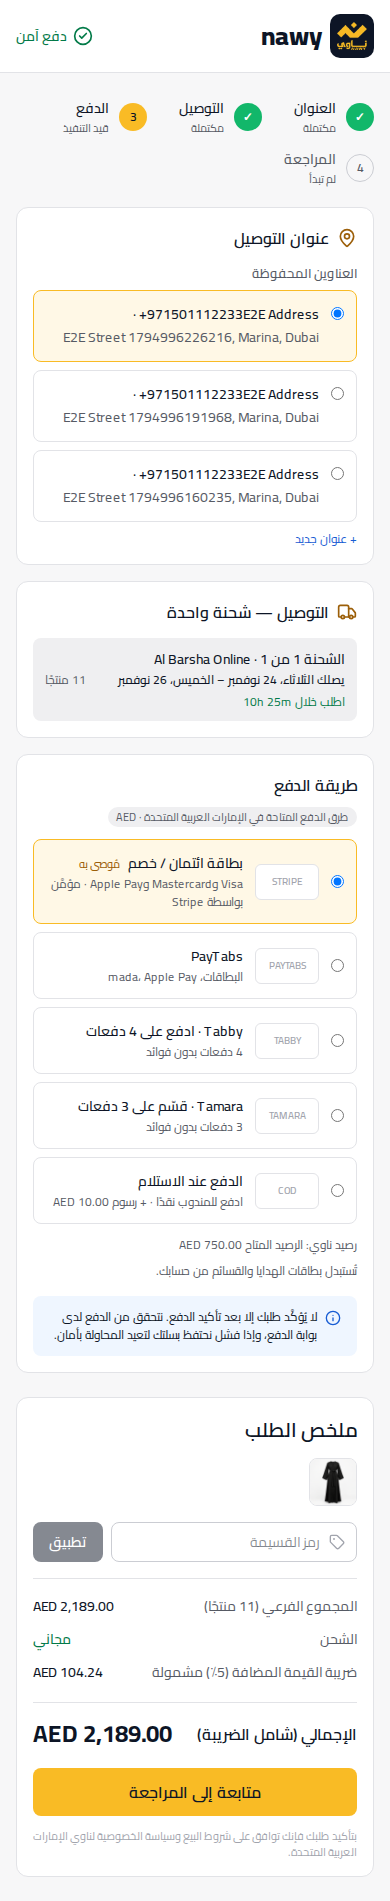 نـاوي
NAWY
nawy
دفع آمن
✓
العنوان
مكتملة
✓
التوصيل
مكتملة
3
الدفع
قيد التنفيذ
4
المراجعة
لم تبدأ
عنوان التوصيل
العناوين المحفوظة
E2E Address · +971501112233
E2E Street 1794996226216, Marina, Dubai
E2E Address · +971501112233
E2E Street 1794996191968, Marina, Dubai
E2E Address · +971501112233
E2E Street 1794996160235, Marina, Dubai
+ عنوان جديد
التوصيل — شحنة واحدة
الشحنة 1 من 1 · Al Barsha Online
يصلك الثلاثاء، 24 نوفمبر – الخميس، 26 نوفمبر
11 منتجًا
اطلب خلال 10h 25m
طريقة الدفع
طرق الدفع المتاحة في الإمارات العربية المتحدة · AED
STRIPE
بطاقة ائتمان / خصم مُوصى به
Visa وMastercard وApple Pay · مؤمَّن
بواسطة Stripe
PAYTABS
PayTabs
البطاقات، mada، Apple Pay
TABBY
Tabby · ادفع على 4 دفعات
4 دفعات بدون فوائد
TAMARA
Tamara · قسّم على 3 دفعات
3 دفعات بدون فوائد
COD
الدفع عند الاستلام
ادفع للمندوب نقدًا · + رسوم AED 10.00
رصيد ناوي: الرصيد المتاح AED 750.00
تُستبدل بطاقات الهدايا والقسائم من حسابك.
لا يُؤكَّد طلبك إلا بعد تأكيد الدفع. نتحقق من الدفع لدى
بوابة الدفع، وإذا فشل نحتفظ بسلتك لتعيد المحاولة بأمان.
ملخص الطلب
رمز القسيمة
تطبيق
المجموع الفرعي (11 منتجًا)
AED 2,189.00
الشحن
مجاني
ضريبة القيمة المضافة (5٪) مشمولة
AED 104.24
الإجمالي (شامل الضريبة)
AED 2,189.00
متابعة إلى المراجعة
بتأكيد طلبك فإنك توافق على شروط البيع وسياسة الخصوصية لناوي الإمارات
العربية المتحدة.